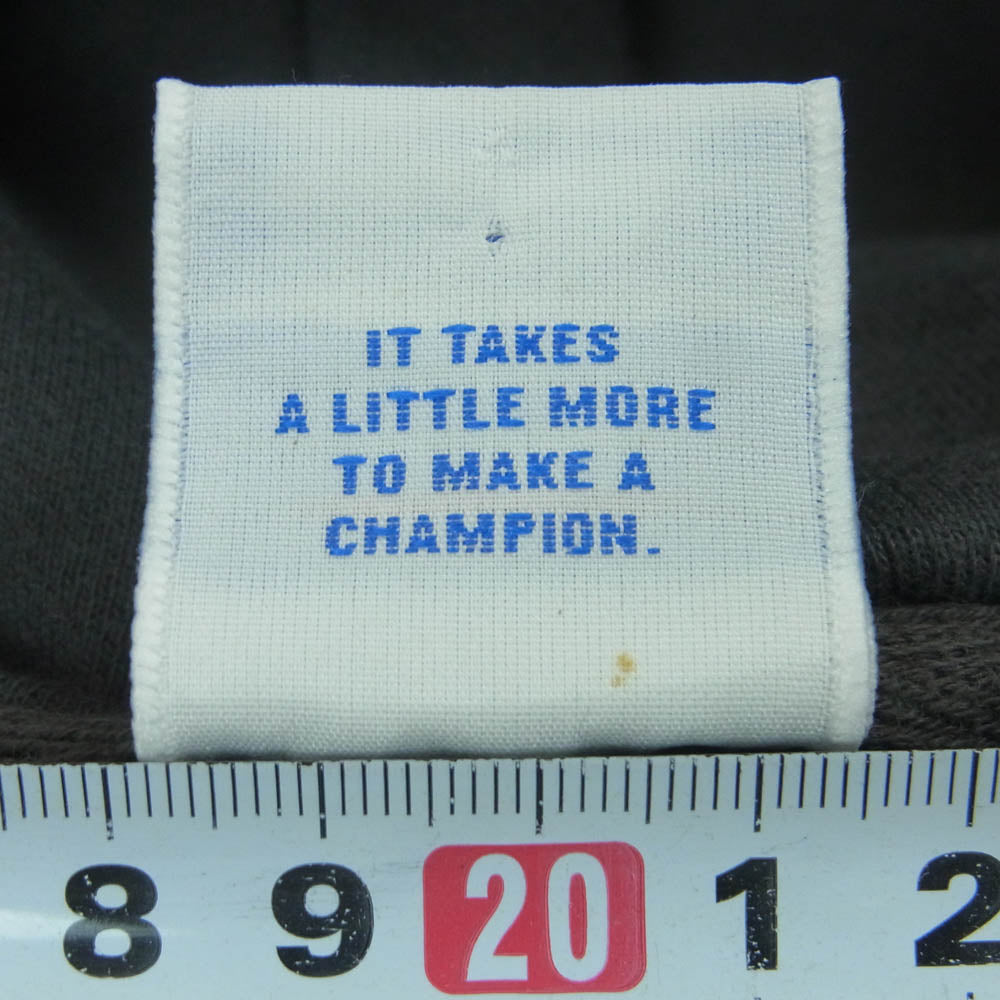 IT TAKES
A LITTLE MORE
TO MAKE A
CHAMPION.
8 9 20 1 2